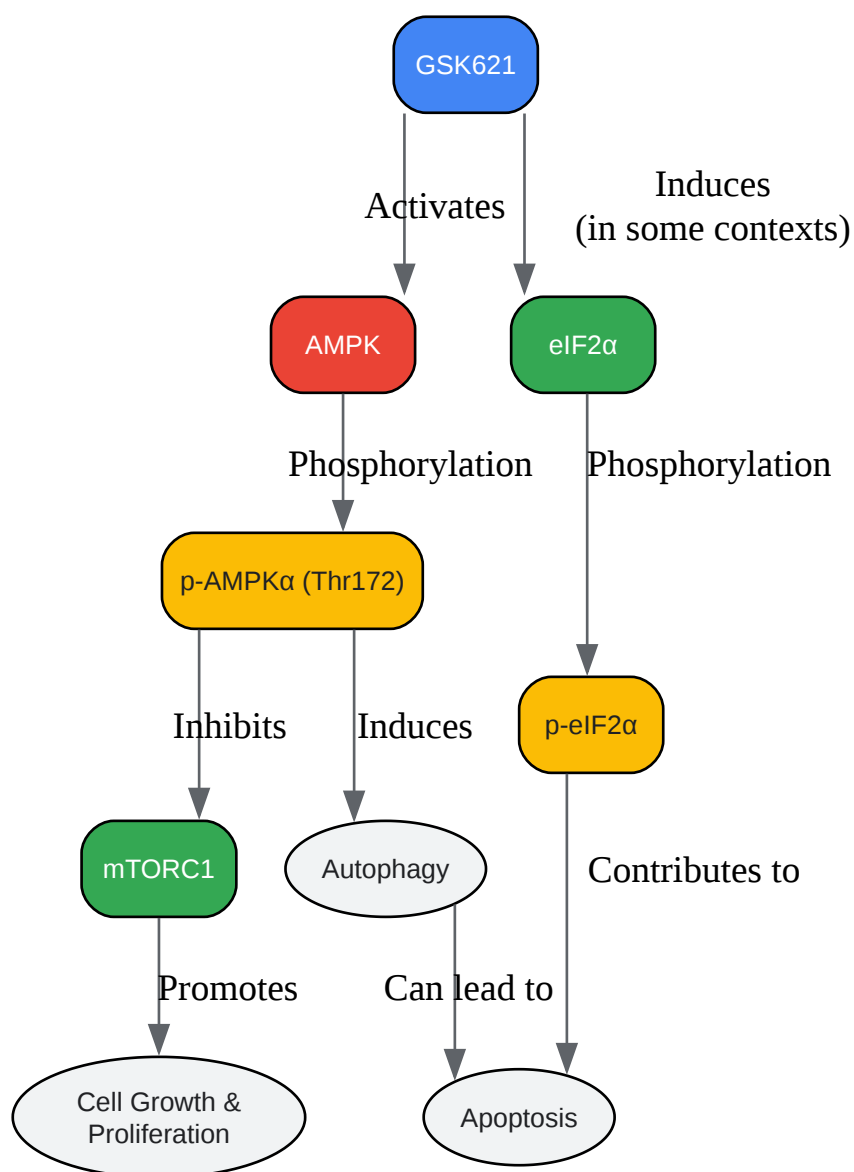 GSK621
Activates
Induces
(in some contexts)
AMPK
eIF2α
Phosphorylation
Phosphorylation
p-AMPKα (Thr172)
Inhibits
Induces
p-eIF2α
mTORC1
Autophagy
Contributes to
Promotes
Can lead to
Cell Growth &
Proliferation
Apoptosis